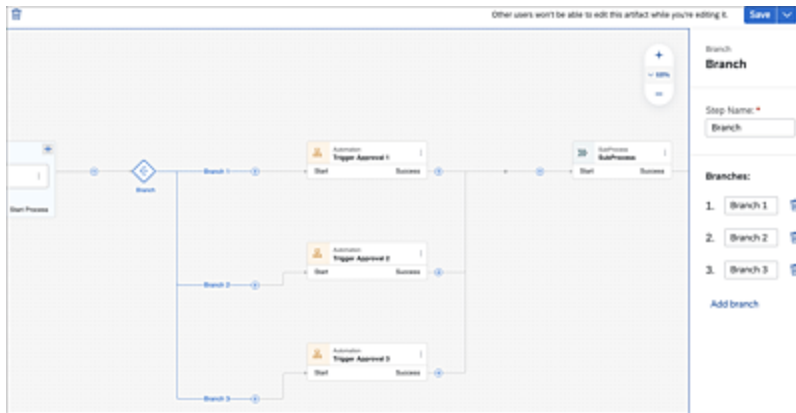 Other users won't be able to edit this artifact while you're editing it.
Save
Branch
Branch
Step Name: *
Branch
Branches:
1. Branch 1
2. Branch 2
3. Branch 3
Add branch
Start Process
Branch
Branch 1
Automation
Trigger Approval 1
Start Success
SubProcess
SubProcess
Start Success
Branch 2
Automation
Trigger Approval 2
Start Success
Branch 3
Automation
Trigger Approval 3
Start Success